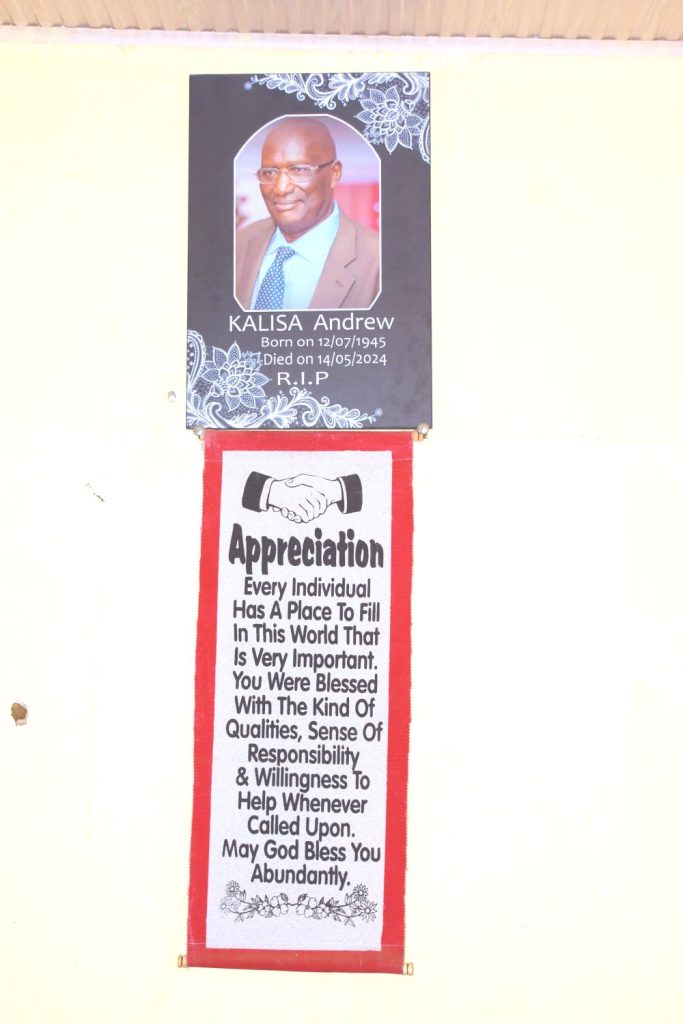 KALISA Andrew
Born on 12/07/1945
Died on 14/05/2024
R.I.P
Appreciation
Every Individual
Has A Place To Fill
In This World That
Is Very Important.
You Were Blessed
With The Kind Of
Qualities, Sense Of
Responsibility
& Willingness To
Help Whenever
Called Upon.
May God Bless You
Abundantly.